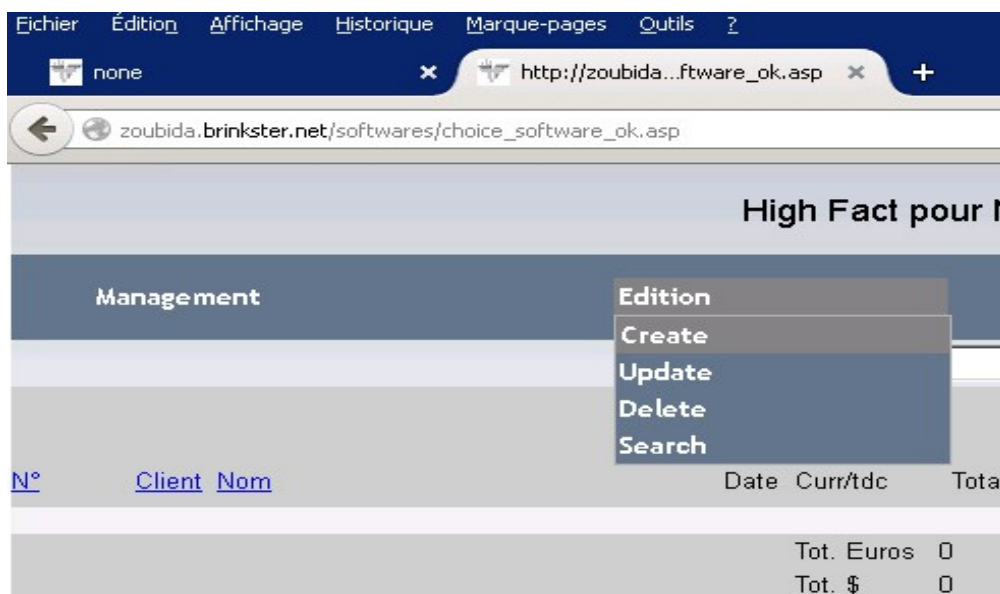 Fichier Édition Affichage Historique Marque-pages Outils ?
none http://zoubida...ftware_ok.asp
zoubida.brinkster.net/softwares/choice_software_ok.asp
High Fact pour
Management Edition
Create
Update
Delete
Search
N° Client Nom Date Curr/tdc Tota
Tot. Euros 0
Tot. $ 0